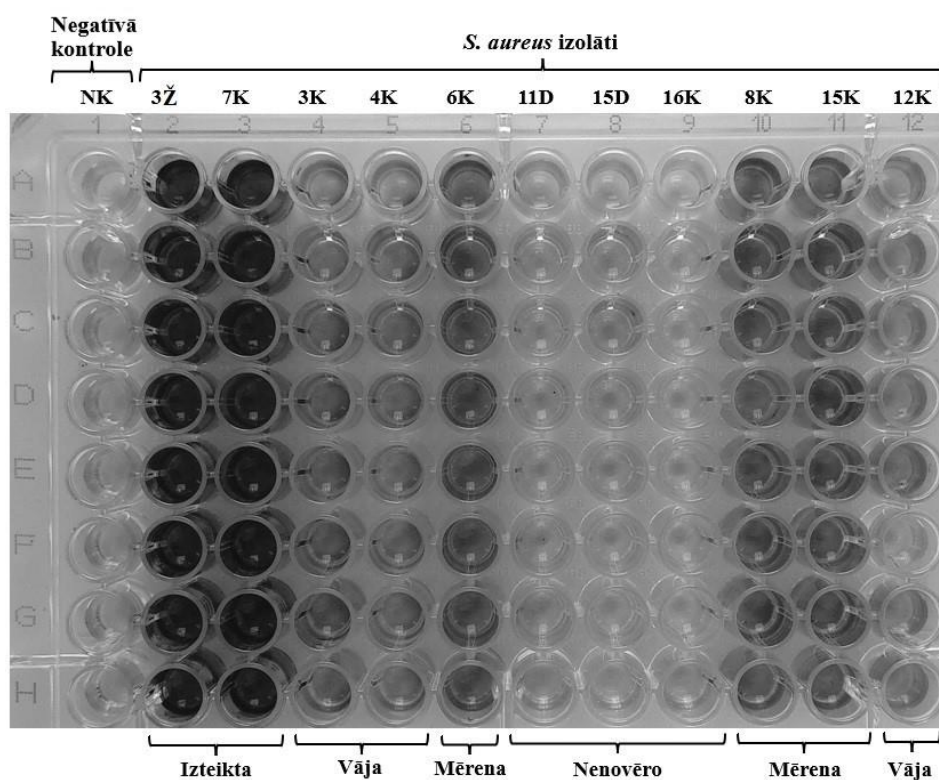 Negatīvā
kontrole
S. aureus izolāti
NK 3Ž 7K 3K 4K 6K 11D 15D 16K 8K 15K 12K
1 2 3 4 5 6 7 8 9 10 11 12
A
B
C
D
E
F
G
H
Izteikta Vāja Mērena Nenovēro Mērena Vāja